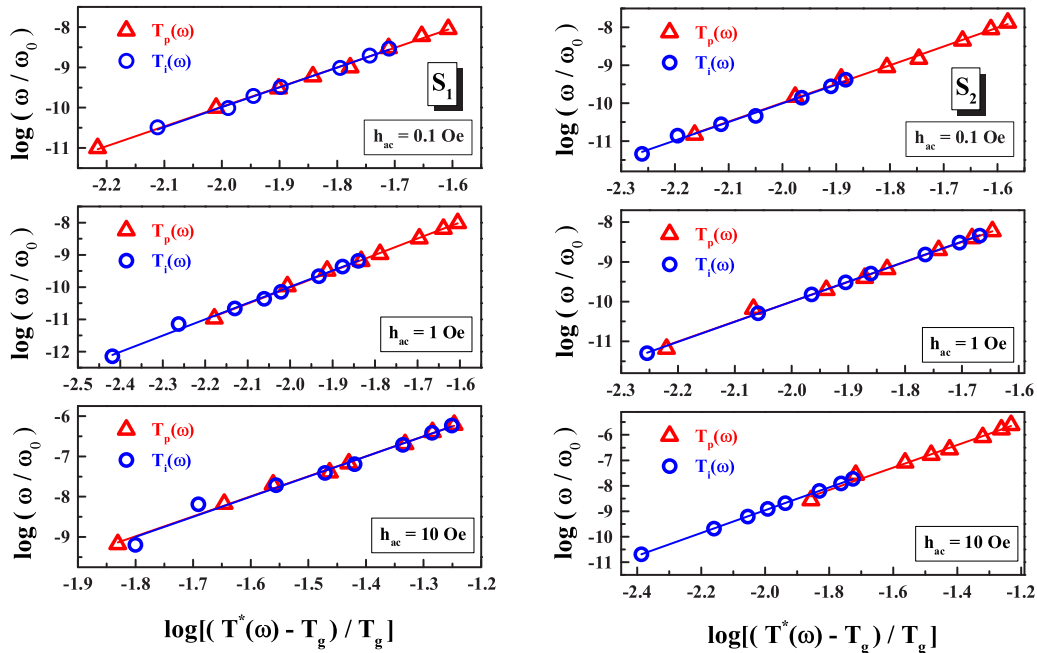 log ( ω / ω0 )
-8
-9
-10
-11
Tp(ω)
Ti(ω)
S1
hac = 0.1 Oe
-2.2 -2.1 -2.0 -1.9 -1.8 -1.7 -1.6
log ( ω / ω0 )
-8
-9
-10
-11
-12
Tp(ω)
Ti(ω)
hac = 1 Oe
-2.5 -2.4 -2.3 -2.2 -2.1 -2.0 -1.9 -1.8 -1.7 -1.6
log ( ω / ω0 )
-6
-7
-8
-9
Tp(ω)
Ti(ω)
hac = 10 Oe
-1.9 -1.8 -1.7 -1.6 -1.5 -1.4 -1.3 -1.2
log[( T*(ω) - Tg ) / Tg ]
log ( ω / ω0 )
-8
-9
-10
-11
Tp(ω)
Ti(ω)
S2
hac = 0.1 Oe
-2.3 -2.2 -2.1 -2.0 -1.9 -1.8 -1.7 -1.6
log ( ω / ω0 )
-8
-9
-10
-11
Tp(ω)
Ti(ω)
hac = 1 Oe
-2.3 -2.2 -2.1 -2.0 -1.9 -1.8 -1.7 -1.6
log ( ω / ω0 )
-6
-7
-8
-9
-10
-11
Tp(ω)
Ti(ω)
hac = 10 Oe
-2.4 -2.2 -2.0 -1.8 -1.6 -1.4 -1.2
log[( T*(ω) - Tg ) / Tg ]